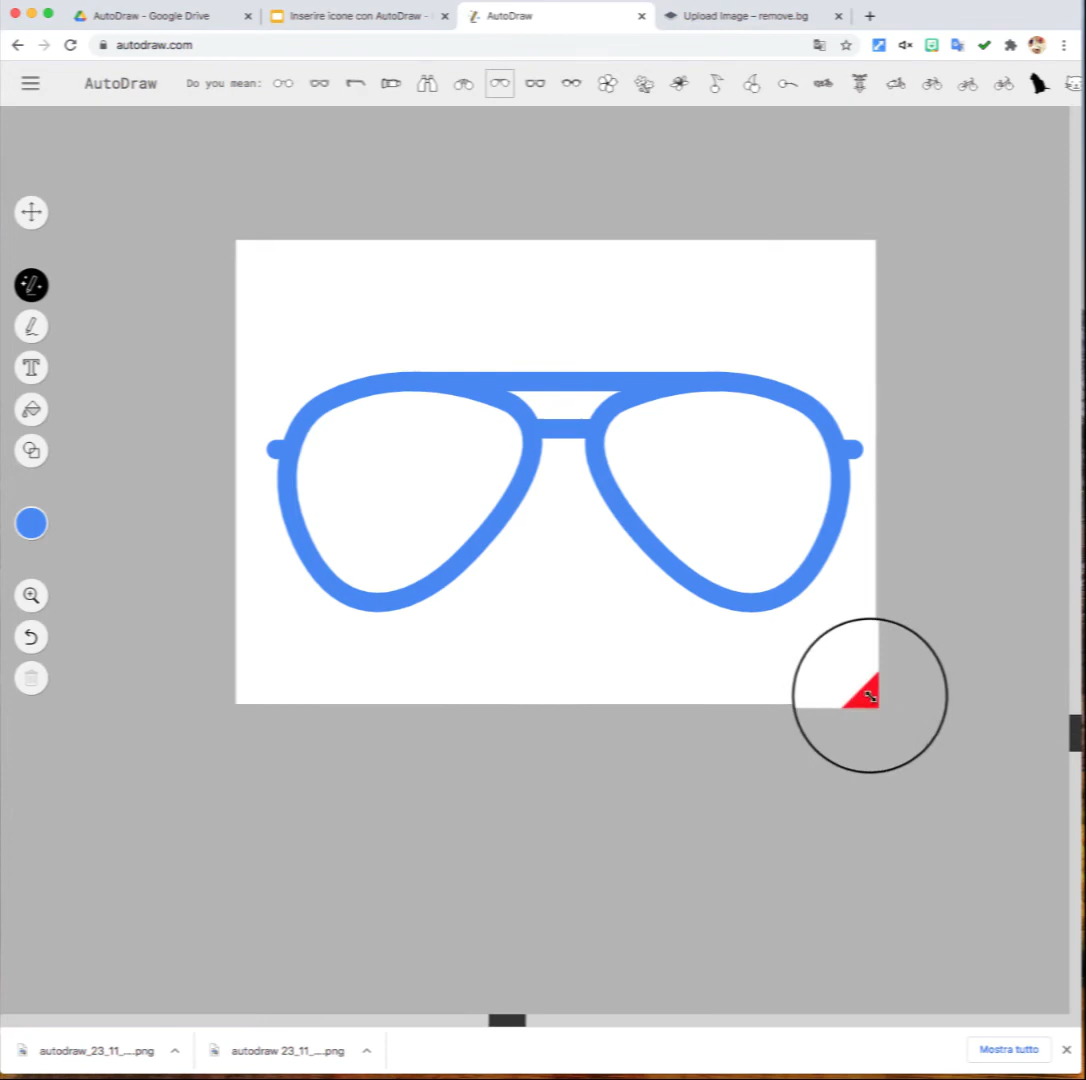 AutoDraw - Google Drive
Inserire icone con AutoDraw -
AutoDraw
Upload Image – remove.bg
autodraw.com
AutoDraw
Do you mean:
T
autodraw_23_11_....png
autodraw 23_11_....png
Mostra tutto